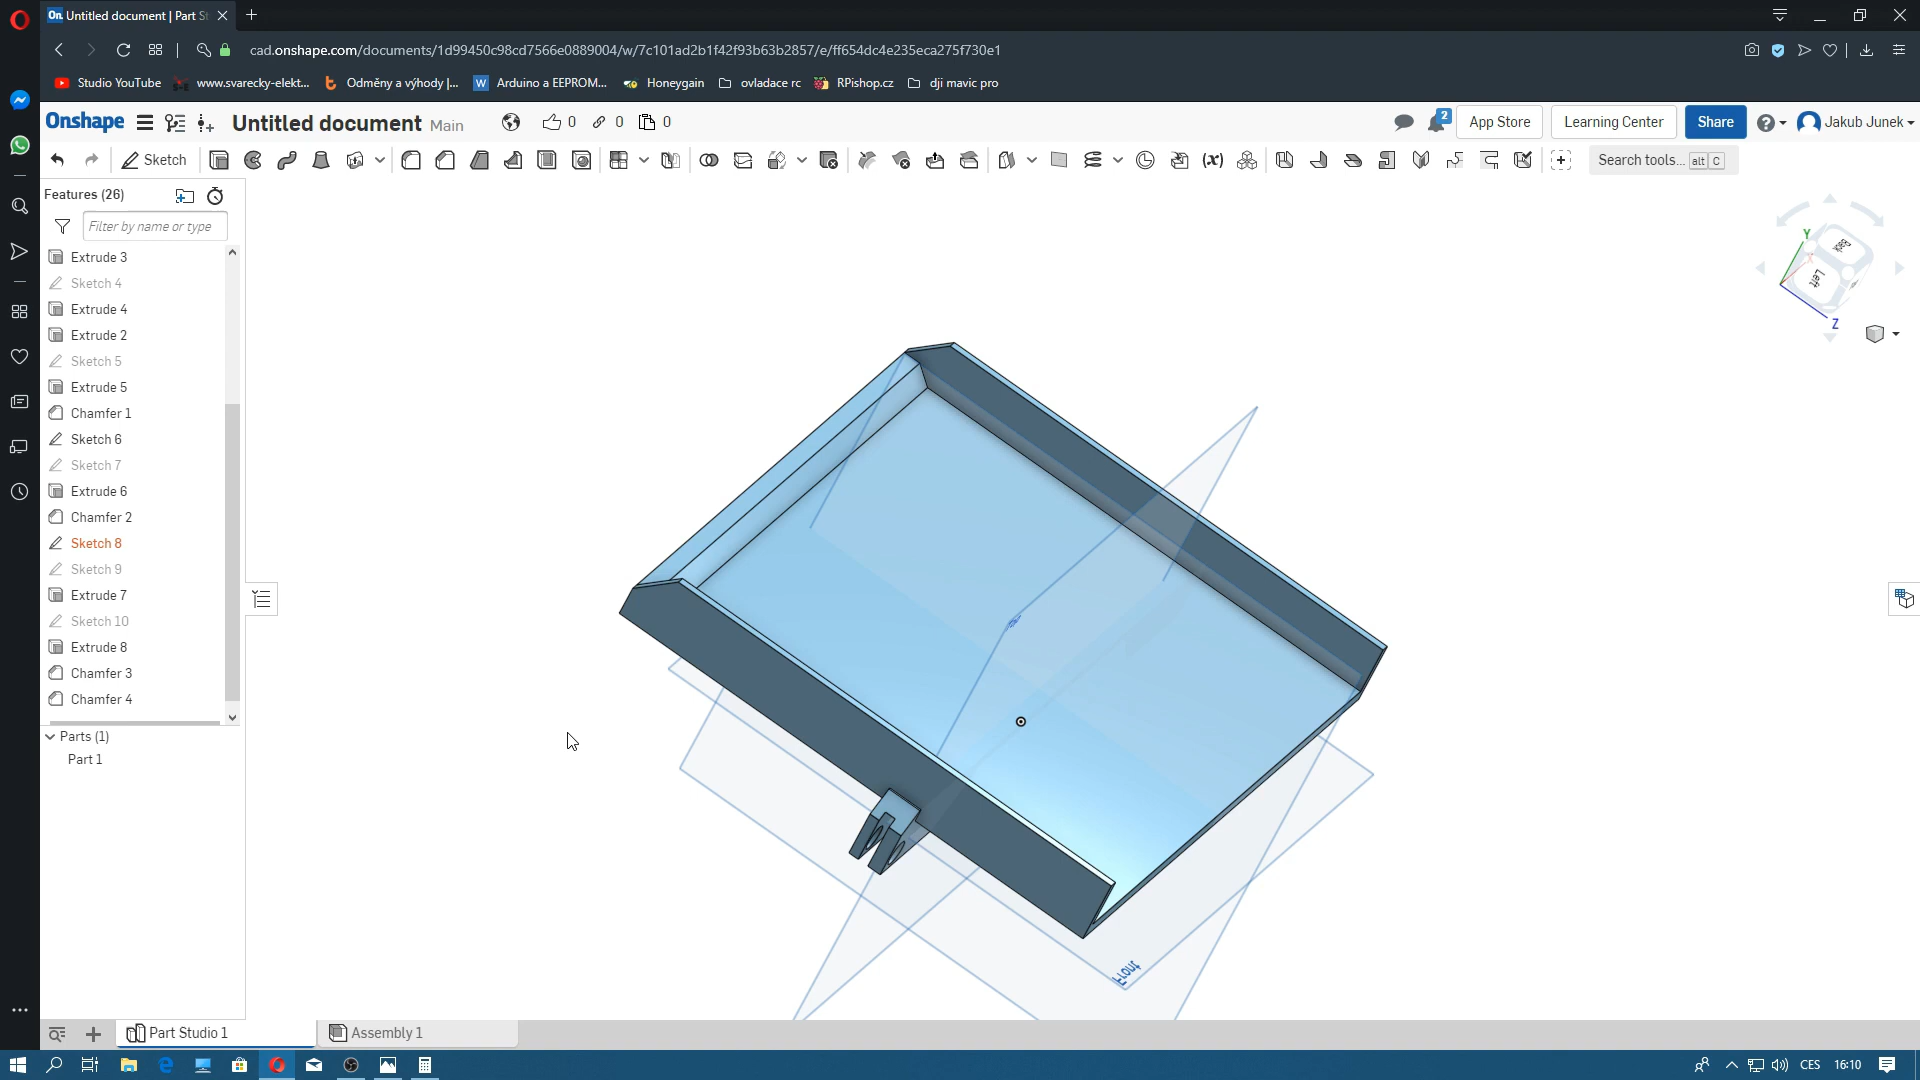 On. Untitled document | Part St
cad.onshape.com/documents/1d99450c98cd7566e0889004/w/7c101ad2b1f42f93b63b2857/e/ff654dc4e235eca275f730e1
Studio YouTube
www.svarecky-elekt...
Odměny a výhody |...
W Arduino a EEPROM...
Honeygain
ovladace rc
RPishop.cz
dji mavic pro
Onshape
Untitled document Main
0 0 0
2
App Store
Learning Center
Share
Jakub Junek
Sketch
Search tools... alt C
Features (26)
Filter by name or type
Extrude 3
Sketch 4
Extrude 4
Extrude 2
Sketch 5
Extrude 5
Chamfer 1
Sketch 6
Sketch 7
Extrude 6
Chamfer 2
Sketch 8
Sketch 9
Extrude 7
Sketch 10
Extrude 8
Chamfer 3
Chamfer 4
Parts (1)
Part 1
Y
X
Left
Z
Front
Part Studio 1
Assembly 1
CES 16:10